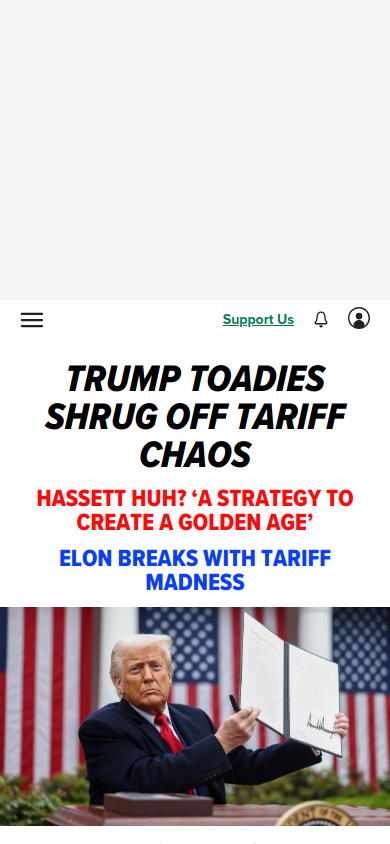 Support Us
TRUMP TOADIES
SHRUG OFF TARIFF
CHAOS
HASSETT HUH? ‘A STRATEGY TO
CREATE A GOLDEN AGE’
ELON BREAKS WITH TARIFF
MADNESS